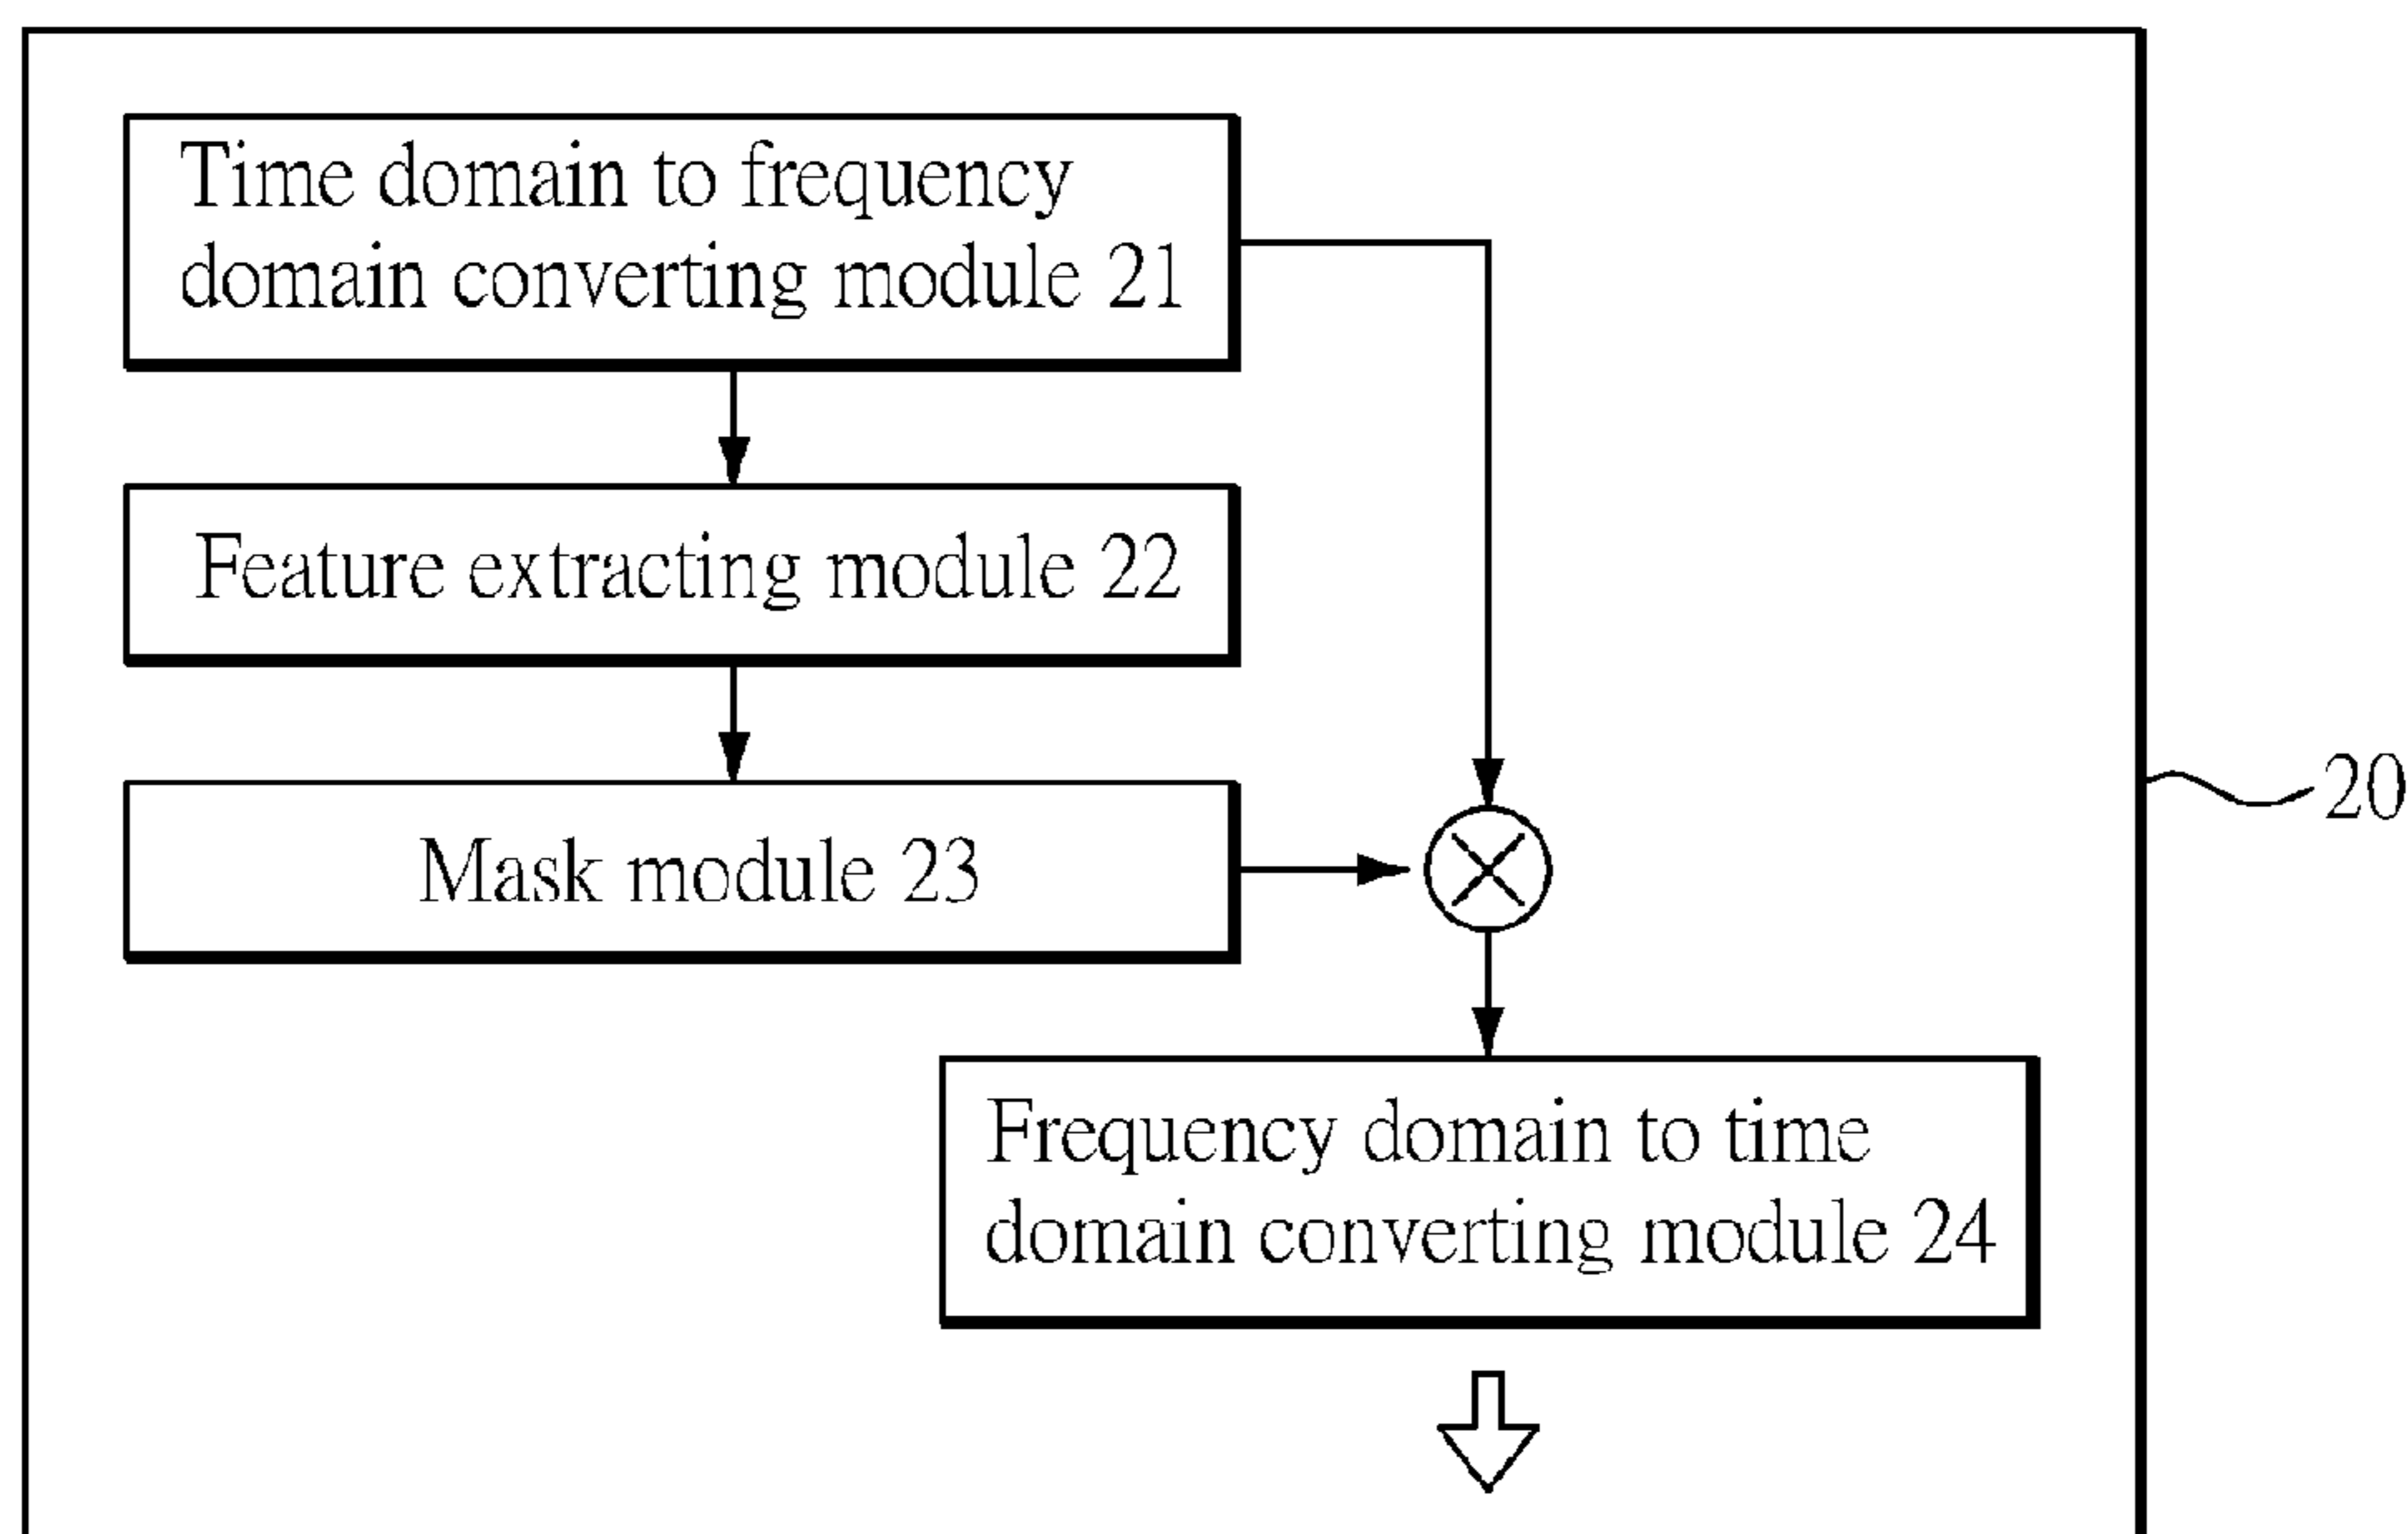 Time domain to frequency
domain converting module 21
Feature extracting module 22
20
Mask module 23
Frequency domain to time
domain converting module 24